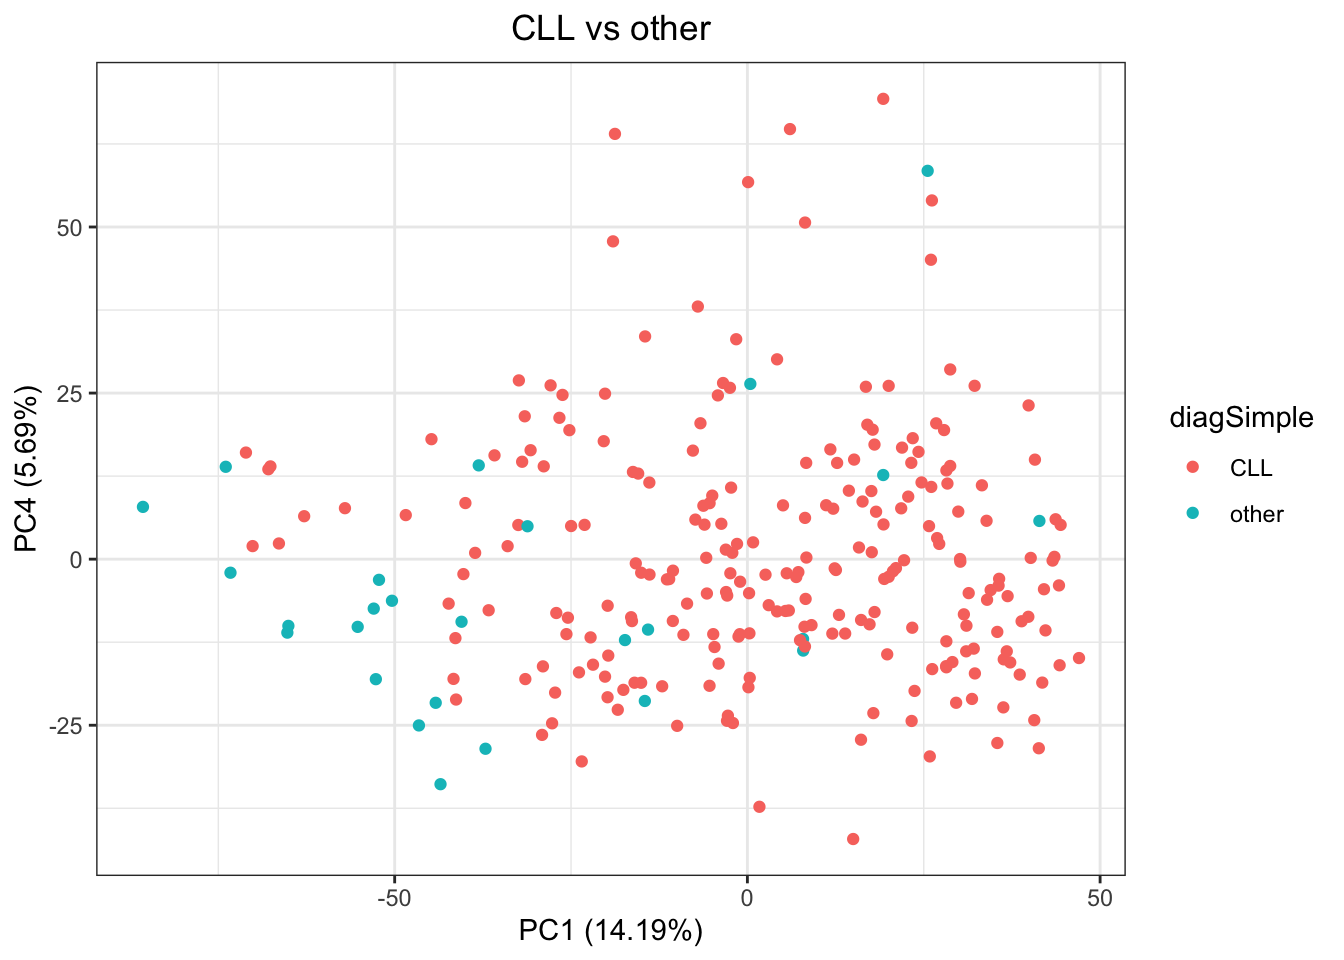 CLL vs other
50
25
0
-25
PC4 (5.69%)
-50
0
50
PC1 (14.19%)
diagSimple
CLL
other